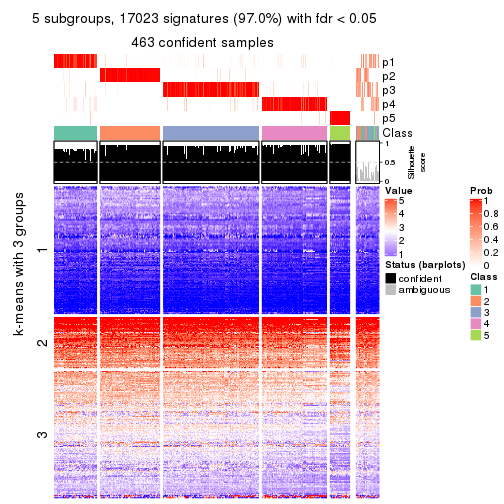 5 subgroups, 17023 signatures (97.0%) with fdr < 0.05
463 confident samples
p1
p2
p3
p4
p5
Class
1
0.5
0
Silhouette
score
k-means with 3 groups
1
2
3
Value
5
4
3
2
1
Status (barplots)
confident
ambiguous
Prob
1
0.8
0.6
0.4
0.2
0
Class
1
2
3
4
5